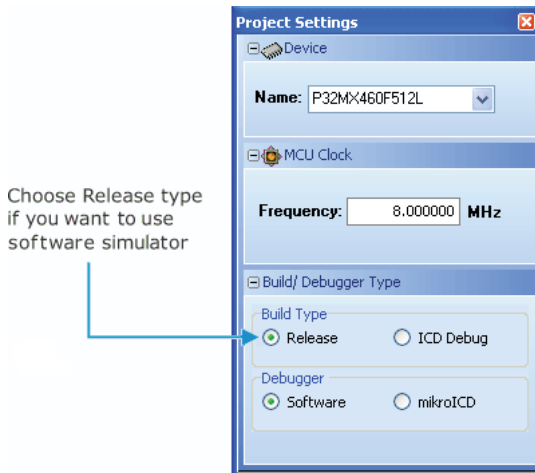 Project Settings
Device
Name: P32MX460F512L
MCU Clock
Frequency: 8.000000 MHz
Choose Release type
if you want to use
software simulator
Build/ Debugger Type
Build Type
Release ICD Debug
Debugger
Software mikroICD